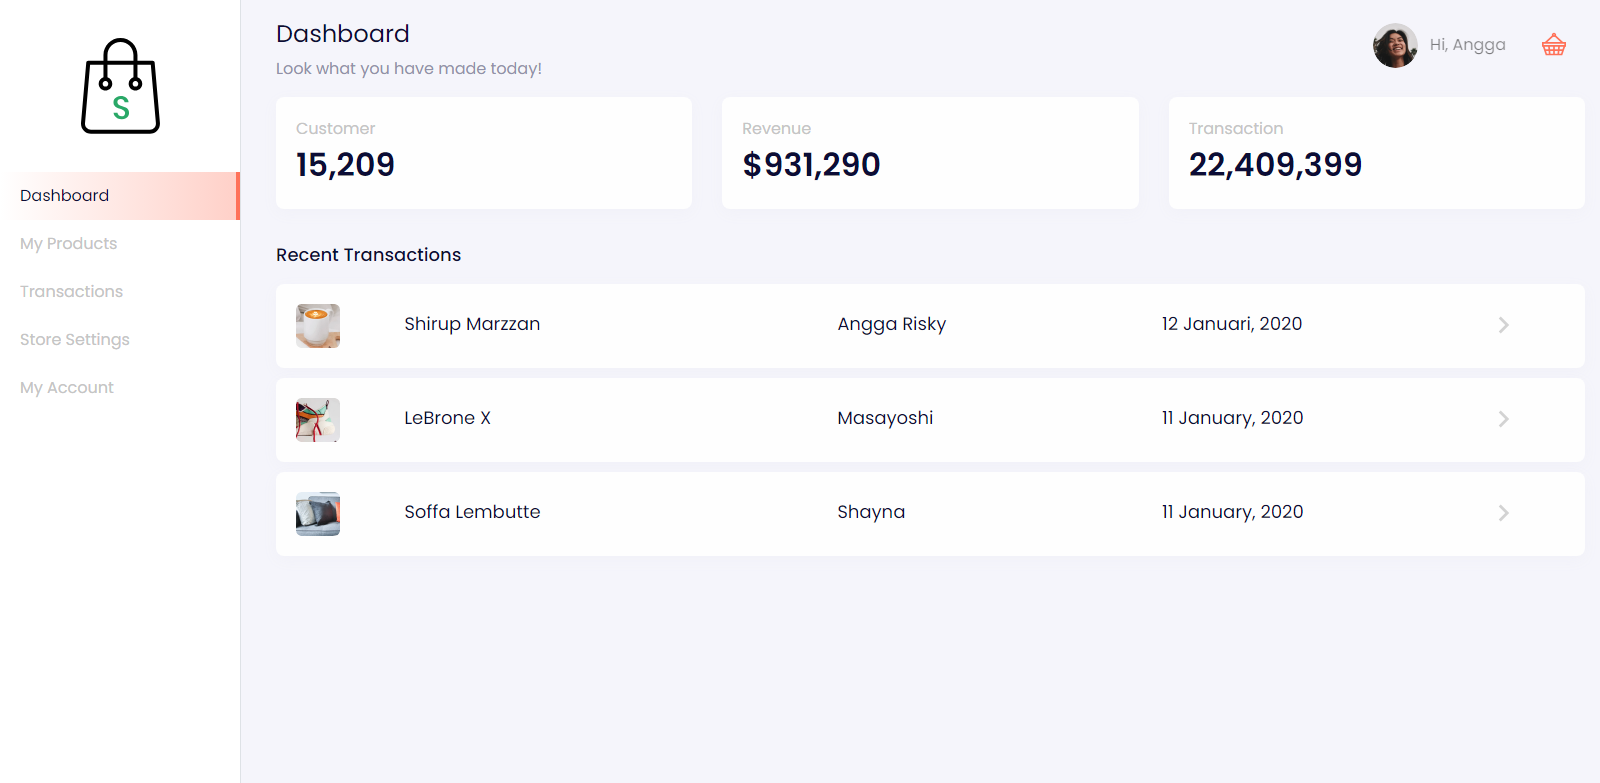 S
Dashboard
My Products
Transactions
Store Settings
My Account
Dashboard
Look what you have made today!
Hi, Angga
Customer
15,209
Revenue
$931,290
Transaction
22,409,399
Recent Transactions
Shirup Marzzan Angga Risky 12 Januari, 2020
LeBrone X Masayoshi 11 January, 2020
Soffa Lembutte Shayna 11 January, 2020